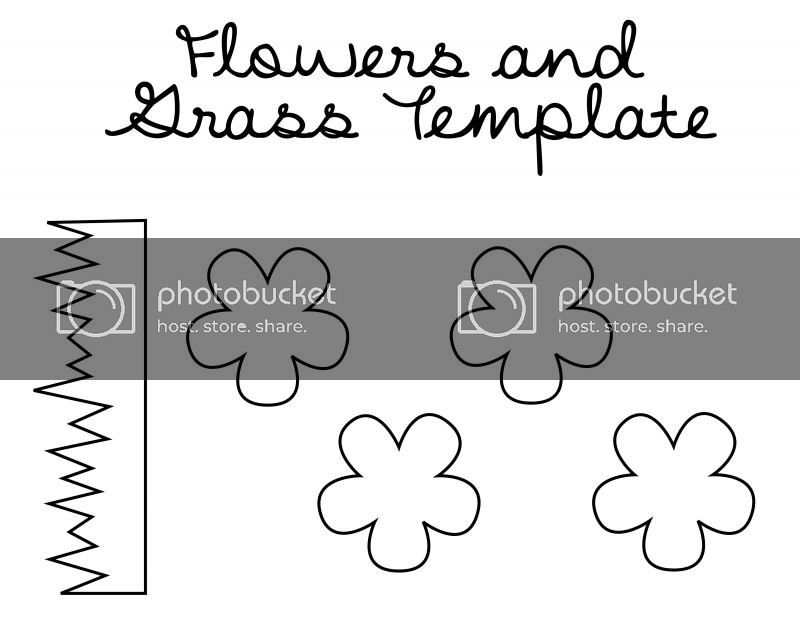 Flowers and
Grass Template
photobucket photobucket
host. store. share. host. store. share.